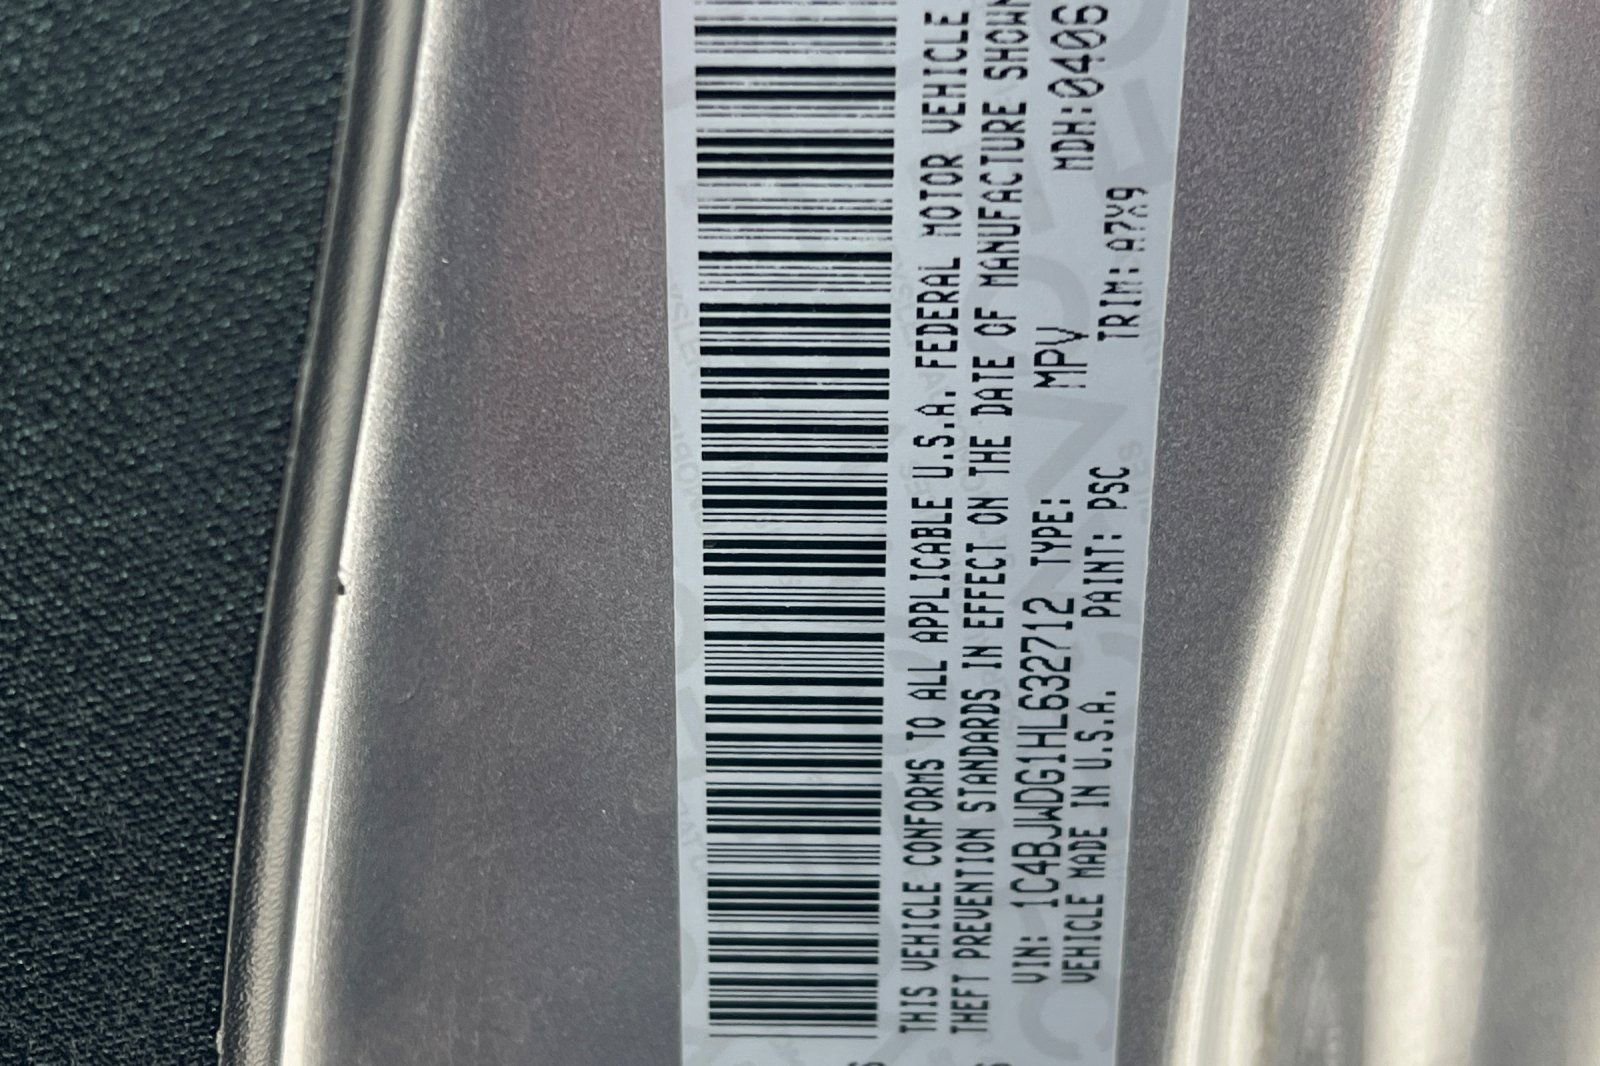 THIS VEHICLE CONFORMS TO ALL APPLICABLE U.S.A. FEDERAL MOTOR VEHICLE
THEFT PREVENTION STANDARDS IN EFFECT ON THE DATE OF MANUFACTURE SHOWN
VIN: 1C4BJWDG1HL632712 TYPE: MPV MDH:0406
VEHICLE MADE IN U.S.A. PAINT: PSC TRIM: A7X9